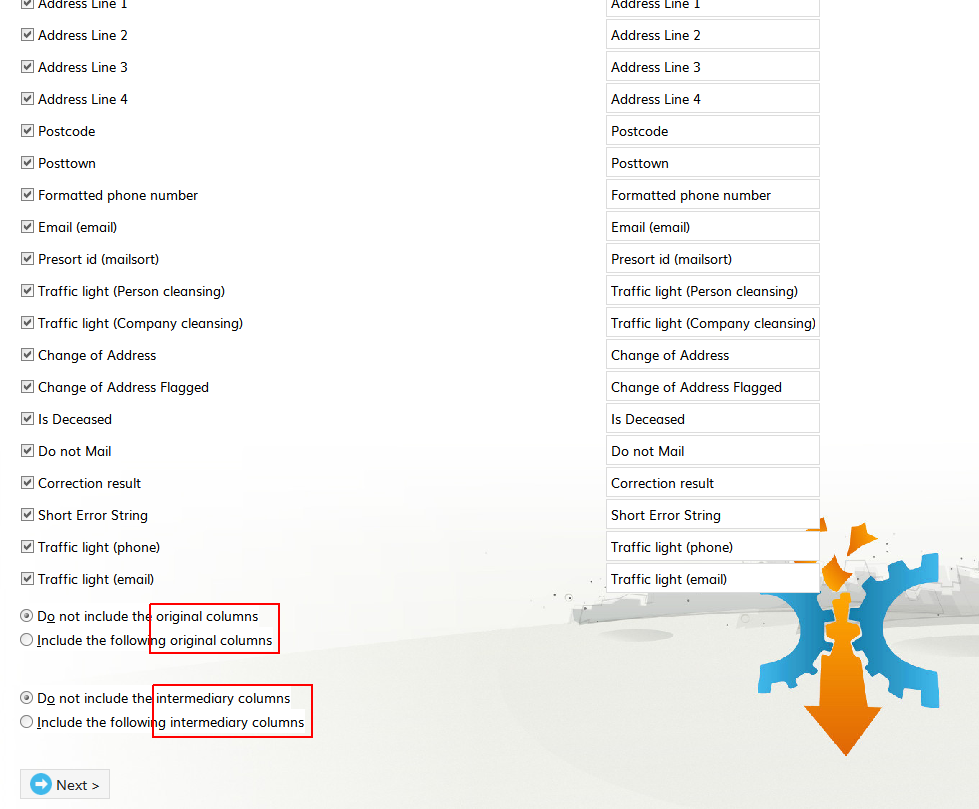 Address Line 1 Address Line 1
Address Line 2 Address Line 2
Address Line 3 Address Line 3
Address Line 4 Address Line 4
Postcode Postcode
Posttown Posttown
Formatted phone number Formatted phone number
Email (email) Email (email)
Presort id (mailsort) Presort id (mailsort)
Traffic light (Person cleansing) Traffic light (Person cleansing)
Traffic light (Company cleansing) Traffic light (Company cleansing)
Change of Address Change of Address
Change of Address Flagged Change of Address Flagged
Is Deceased Is Deceased
Do not Mail Do not Mail
Correction result Correction result
Short Error String Short Error String
Traffic light (phone) Traffic light (phone)
Traffic light (email) Traffic light (email)
Do not include the original columns
Include the following original columns
Do not include the intermediary columns
Include the following intermediary columns
Next >